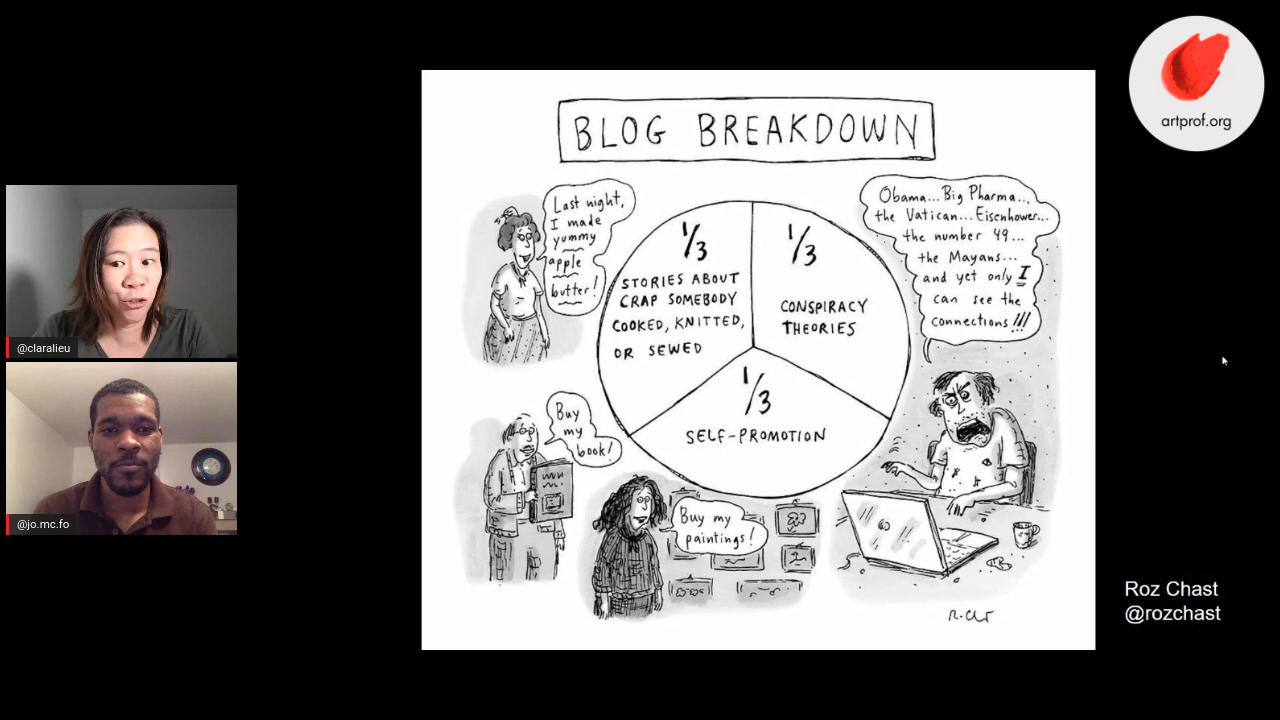 artprof.org
BLOG BREAKDOWN
Last night,
I made
yummy
apple
butter!
1/3
STORIES ABOUT
CRAP SOMEBODY
COOKED, KNITTED,
OR SEWED
1/3
CONSPIRACY
THEORIES
Obama... Big Pharma...
the Vatican... Eisenhower...
the number 49...
the Mayans...
and yet only I
can see the
connections!!!
1/3
SELF-PROMOTION
Buy
my
book!
Buy my
paintings!
R. Chst
@claralieu
@jo.mc.fo
Roz Chast
@rozchast